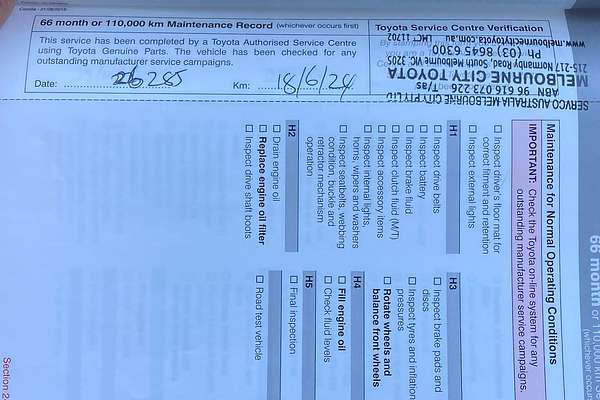 66 month or 110,000 km Maintenance Record (whichever occurs first)
This service has been completed by a Toyota Authorised Service Centre
using Toyota Genuine Parts. The vehicle has been checked for any
outstanding manufacturer service campaigns.
Date: 26285 Km: 18/6/24
Toyota Service Centre Verification
SERVCO AUSTRALIA MELBOURNE CITY PTY LTD
ABN 96 616 073 226 T/as
MELBOURNE CITY TOYOTA
215-217 Normanby Road, South Melbourne VIC 3205
Ph (03) 8645 6300
www.melbournecitytoyota.com.au LMCT 11702
Maintenance for Normal Operating Conditions
IMPORTANT: Check the Toyota on-line system for any
outstanding manufacturer service campaigns.
Inspect driver's floor mat for
correct fitment and retention
Inspect external lights
H1
Inspect drive belts
Inspect battery
Inspect brake fluid
Inspect clutch fluid (M/T)
Inspect accessory items
Inspect internal lights,
horns, wipers and washers
Inspect seatbelts, webbing
condition, buckle and
retractor mechanism
operation
H2
Drain engine oil
Replace engine oil filter
Inspect drive shaft boots
H3
Inspect brake pads and
discs
Inspect tyres and inflation
pressures
Rotate wheels and
balance front wheels
H4
Fill engine oil
Check fluid levels
H5
Final inspection
Road test vehicle
66 month or 110,000 km
(whichever occurs
Section 2